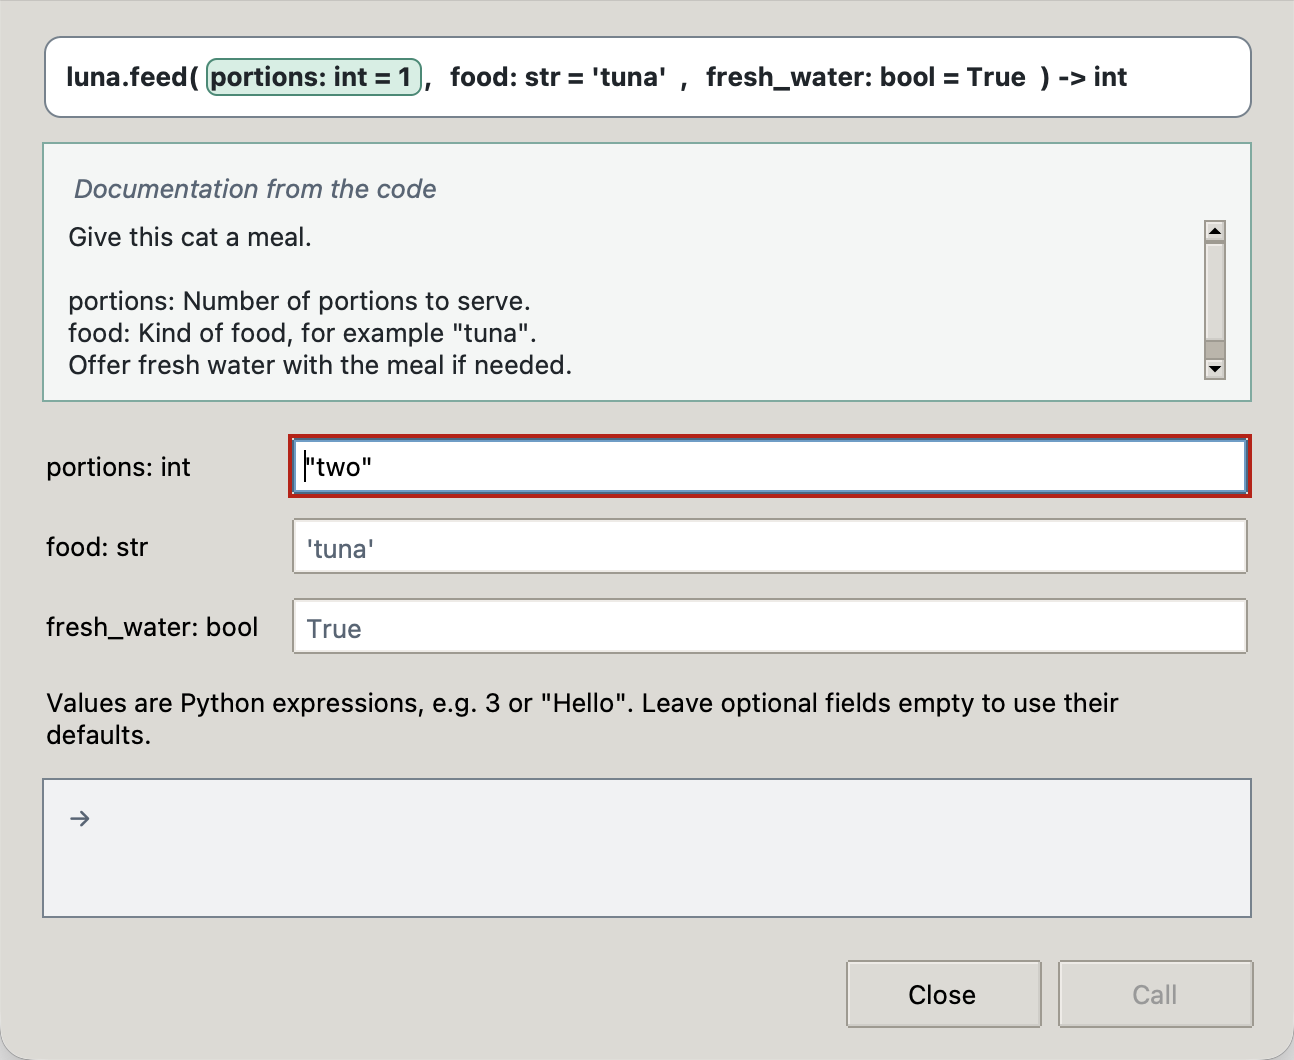 luna.feed( portions: int = 1 , food: str = 'tuna' , fresh_water: bool = True ) -> int
Documentation from the code
Give this cat a meal.
portions: Number of portions to serve.
food: Kind of food, for example "tuna".
Offer fresh water with the meal if needed.
portions: int "two"
food: str 'tuna'
fresh_water: bool True
Values are Python expressions, e.g. 3 or "Hello". Leave optional fields empty to use their
defaults.
→
Close Call